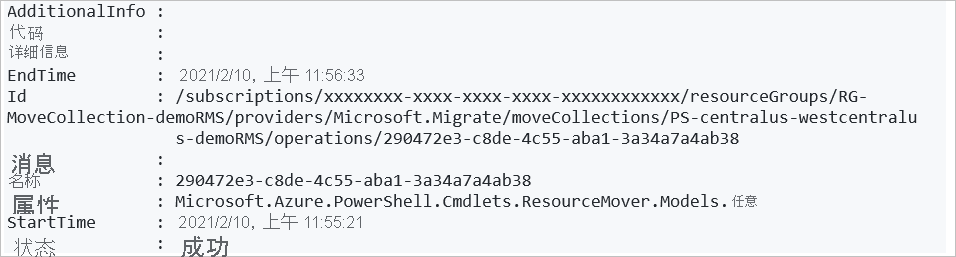 AdditionalInfo :
代码 :
详细信息 :
EndTime : 2021/2/10, 上午 11:56:33
Id : /subscriptions/xxxxxxxx-xxxx-xxxx-xxxx-xxxxxxxxxxxx/resourceGroups/RG-
MoveCollection-demoRMS/providers/Microsoft.Migrate/moveCollections/PS-centralus-westcentralu
s-demoRMS/operations/290472e3-c8de-4c55-aba1-3a34a7a4ab38
消息 :
名称 : 290472e3-c8de-4c55-aba1-3a34a7a4ab38
属性 : Microsoft.Azure.PowerShell.Cmdlets.ResourceMover.Models.任意
StartTime : 2021/2/10, 上午 11:55:21
状态 : 成功